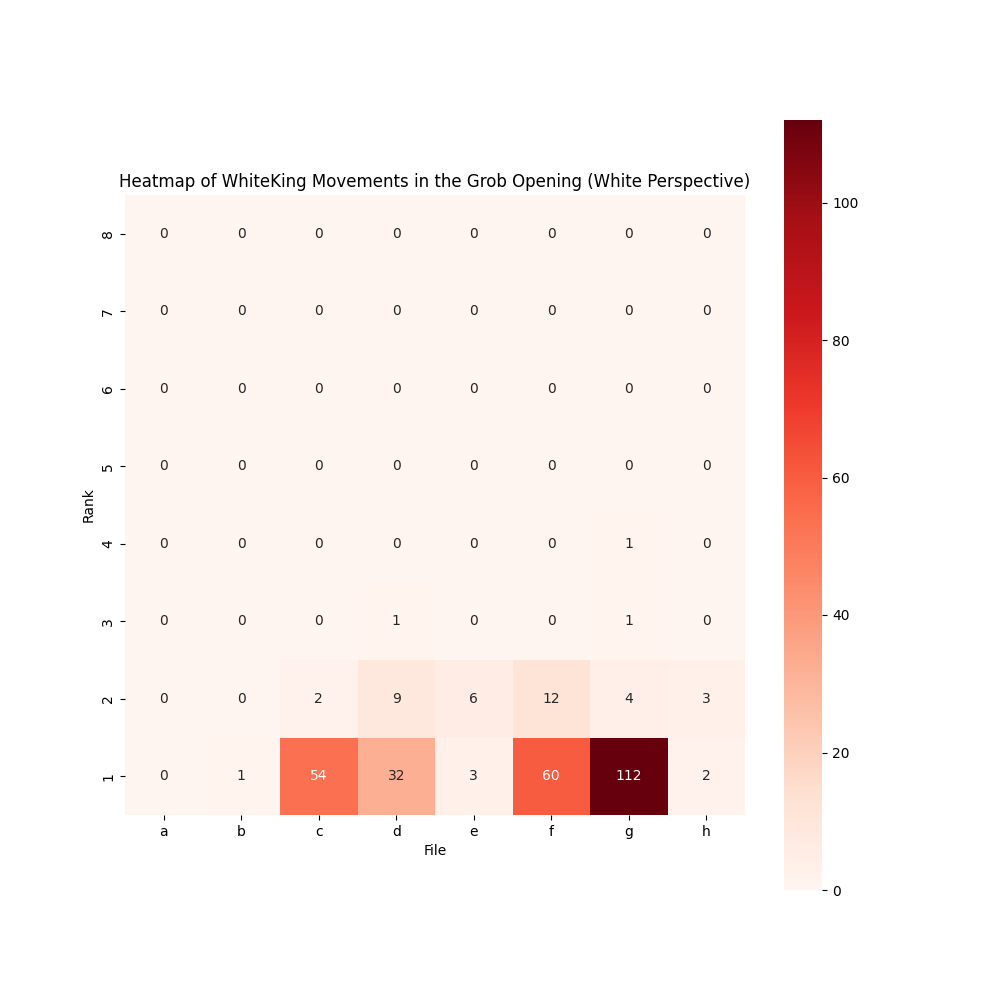 Heatmap of WhiteKing Movements in the Grob Opening (White Perspective)
8 0 0 0 0 0 0 0 0
7 0 0 0 0 0 0 0 0
6 0 0 0 0 0 0 0 0
5 0 0 0 0 0 0 0 0
4 0 0 0 0 0 0 1 0
3 0 0 0 1 0 0 1 0
2 0 0 2 9 6 12 4 3
1 0 1 54 32 3 60 112 2
a b c d e f g h
File
Rank
100
80
60
40
20
0